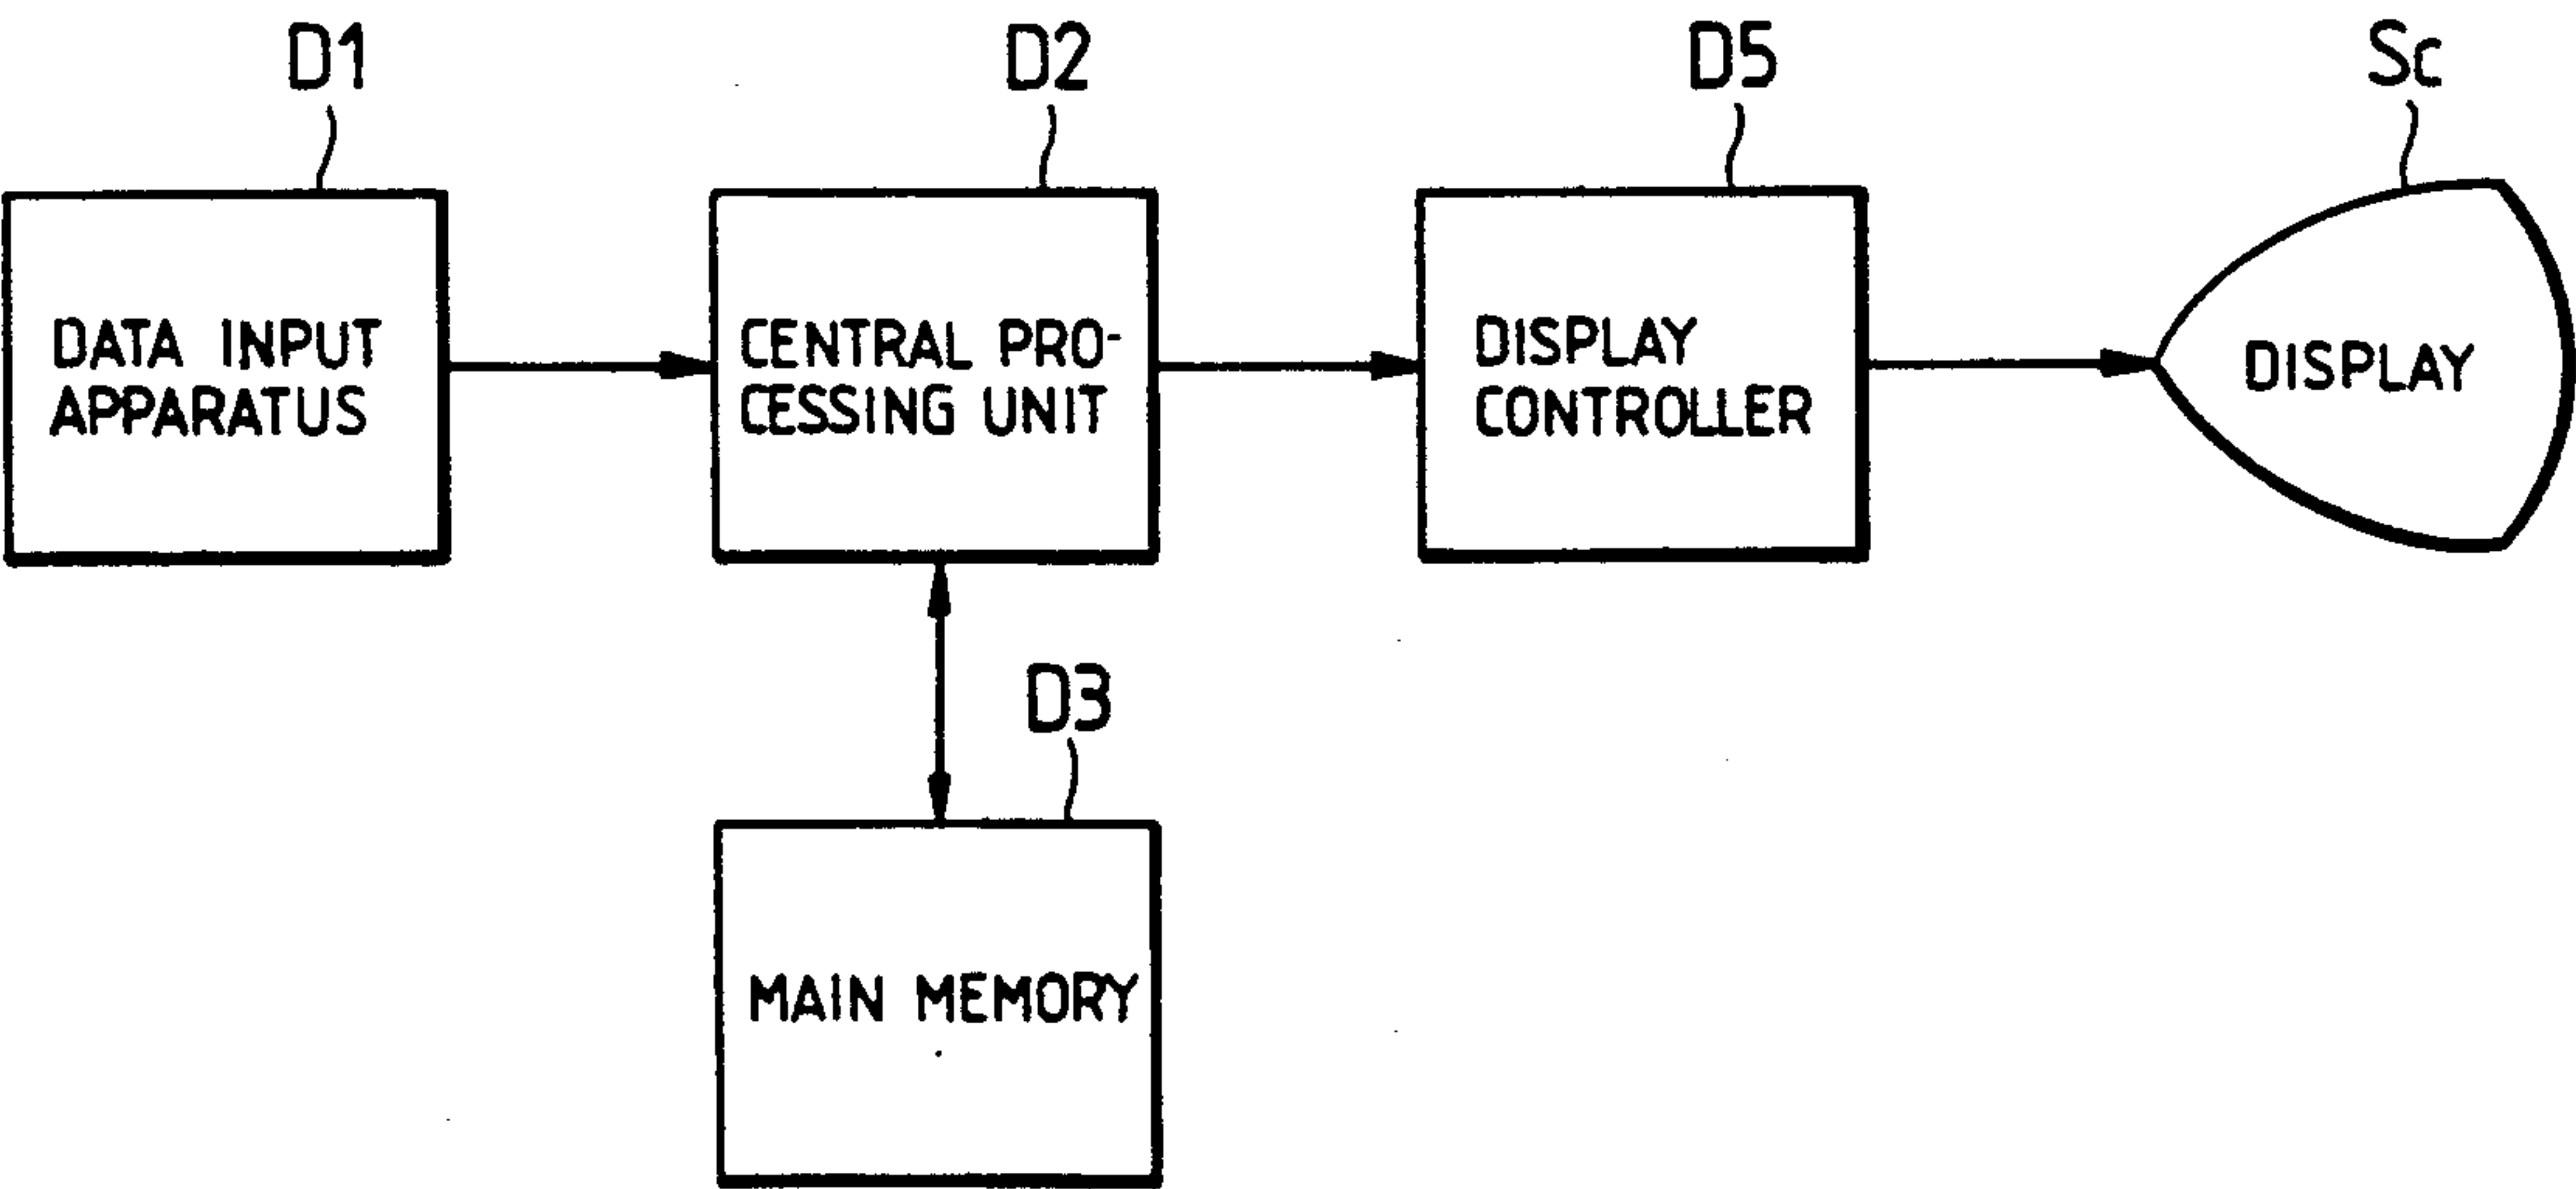 D1
D2
D5
Sc
DATA INPUT
APPARATUS
CENTRAL PRO-
CESSING UNIT
DISPLAY
CONTROLLER
DISPLAY
D3
MAIN MEMORY